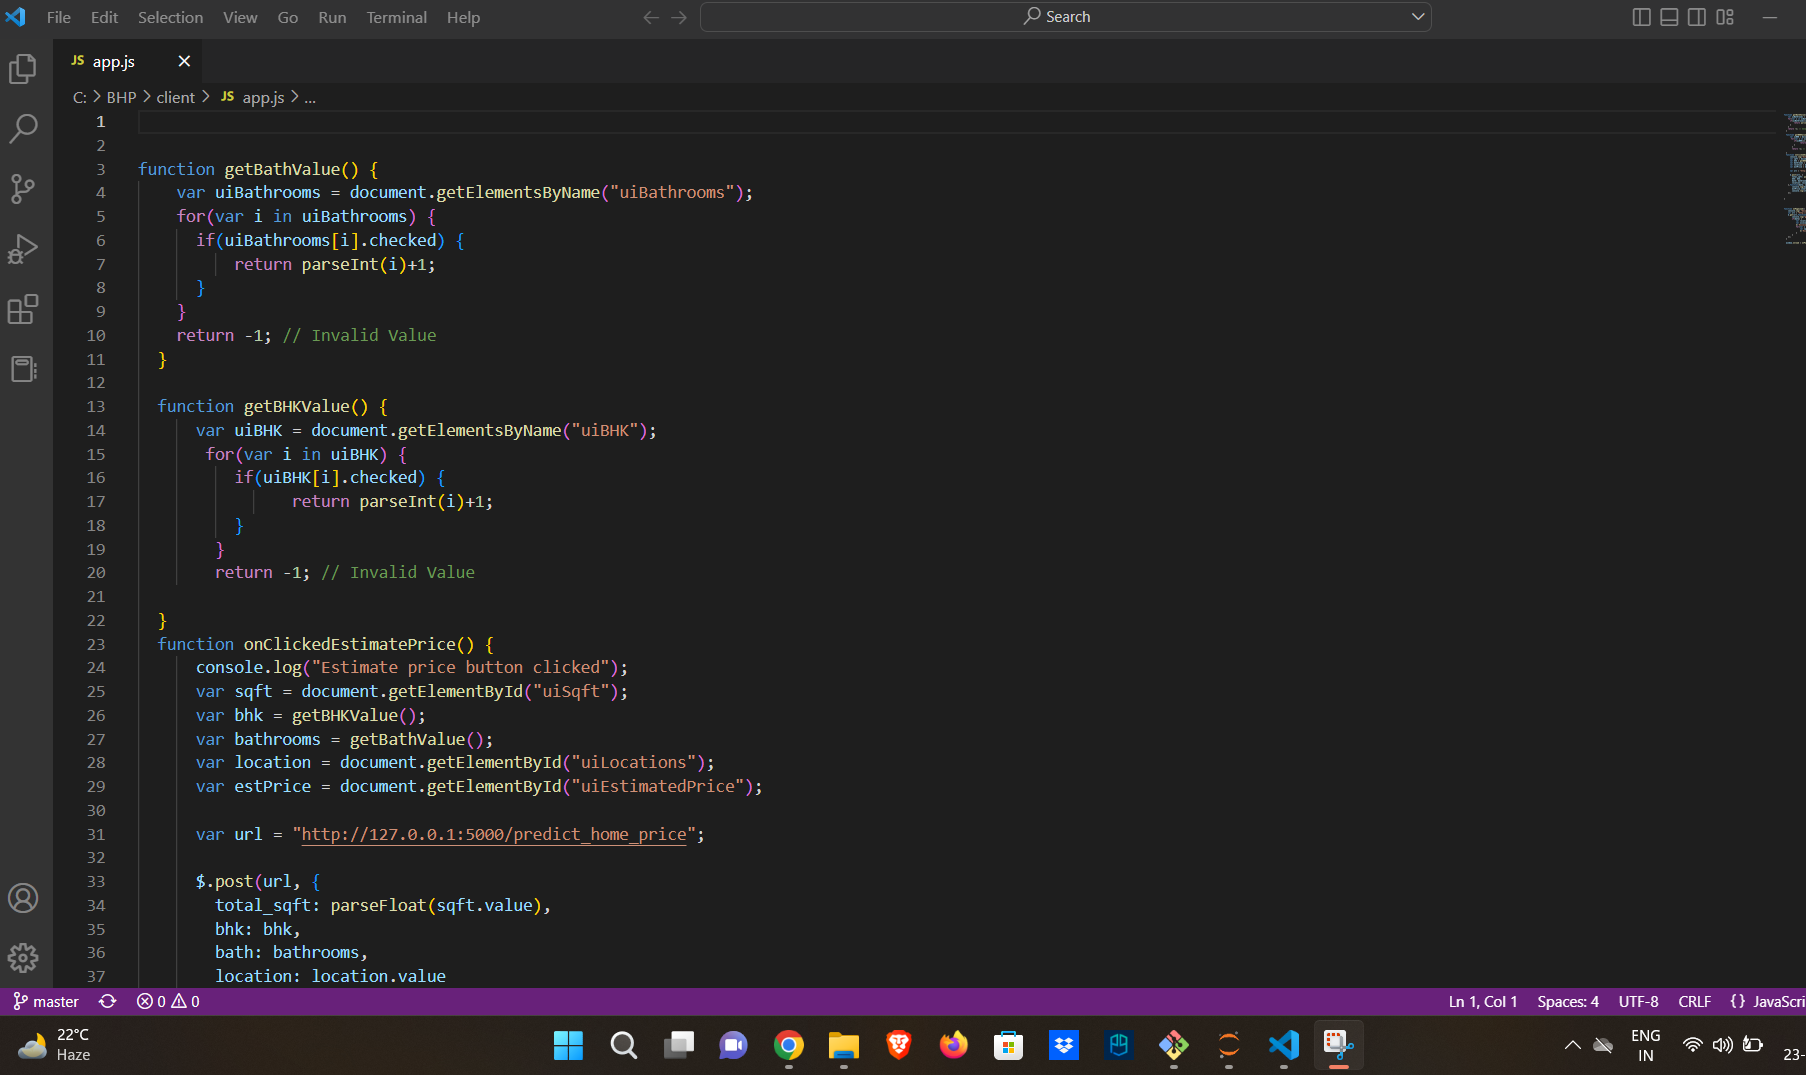 File Edit Selection View Go Run Terminal Help Search
JS app.js
C: > BHP > client > JS app.js > ...
1
2
3 function getBathValue() {
4 var uiBathrooms = document.getElementsByName("uiBathrooms");
5 for(var i in uiBathrooms) {
6 if(uiBathrooms[i].checked) {
7 return parseInt(i)+1;
8 }
9 }
10 return -1; // Invalid Value
11 }
12
13 function getBHKValue() {
14 var uiBHK = document.getElementsByName("uiBHK");
15 for(var i in uiBHK) {
16 if(uiBHK[i].checked) {
17 return parseInt(i)+1;
18 }
19 }
20 return -1; // Invalid Value
21
22 }
23 function onClickedEstimatePrice() {
24 console.log("Estimate price button clicked");
25 var sqft = document.getElementById("uiSqft");
26 var bhk = getBHKValue();
27 var bathrooms = getBathValue();
28 var location = document.getElementById("uiLocations");
29 var estPrice = document.getElementById("uiEstimatedPrice");
30
31 var url = "http://127.0.0.1:5000/predict_home_price";
32
33 $.post(url, {
34 total_sqft: parseFloat(sqft.value),
35 bhk: bhk,
36 bath: bathrooms,
37 location: location.value
master 0 0 Ln 1, Col 1 Spaces: 4 UTF-8 CRLF {} JavaScri
22°C
Haze
ENG
IN
23-